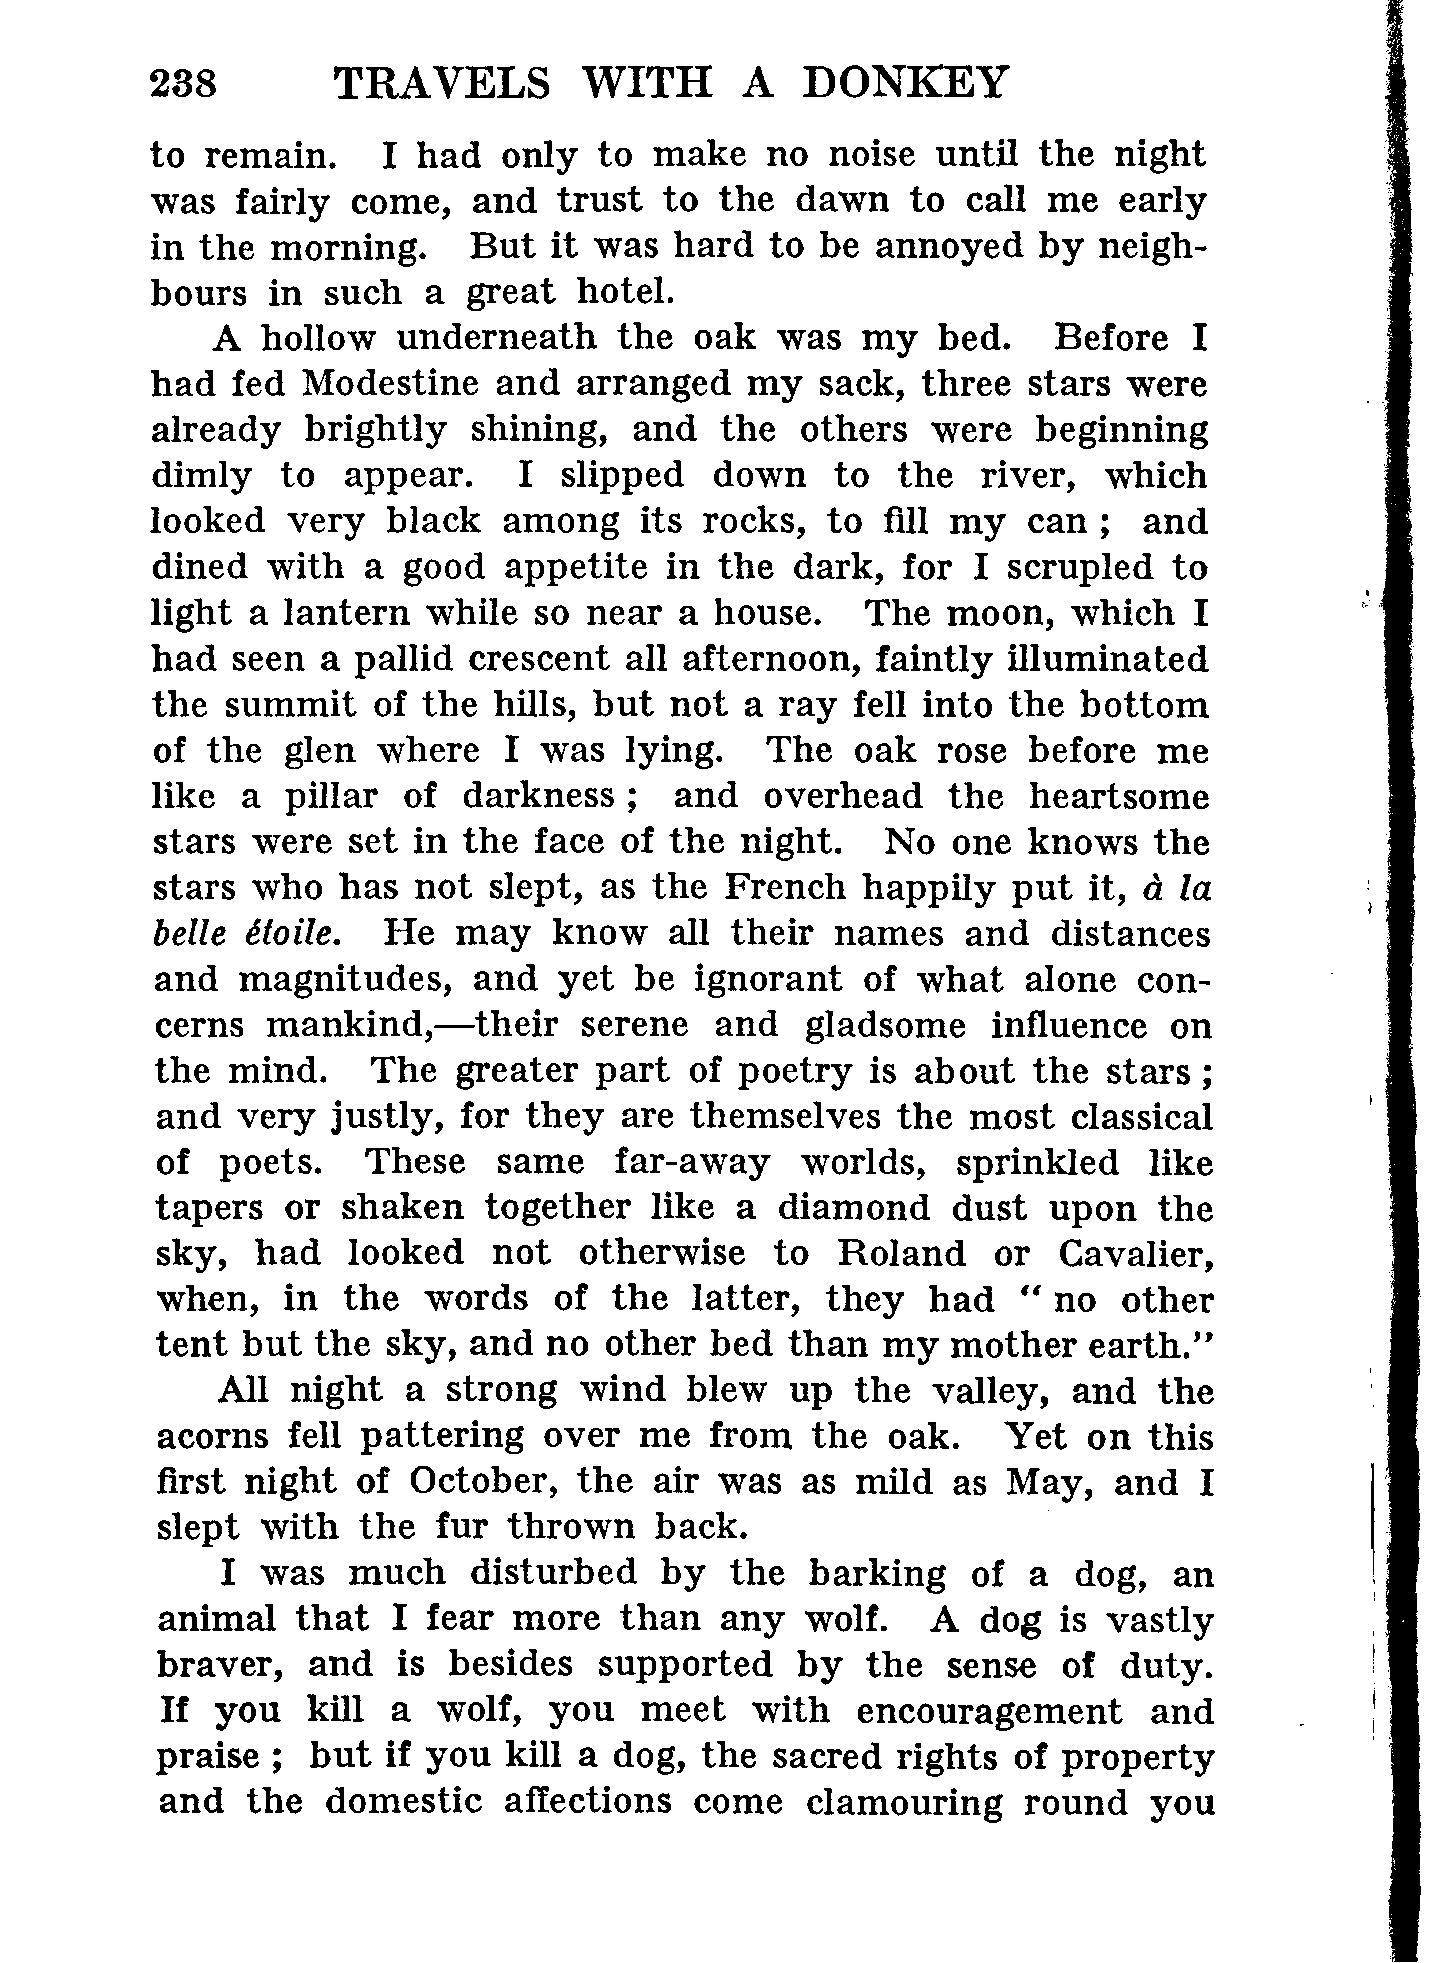 238 TRAVELS WITH A DONKEY
to remain. I had only to make no noise until the night
was fairly come, and trust to the dawn to call me early
in the morning. But it was hard to be annoyed by neigh-
bours in such a great hotel.
A hollow underneath the oak was my bed. Before I
had fed Modestine and arranged my sack, three stars were
already brightly shining, and the others were beginning
dimly to appear. I slipped down to the river, which
looked very black among its rocks, to fill my can ; and
dined with a good appetite in the dark, for I scrupled to
light a lantern while so near a house. The moon, which I
had seen a pallid crescent all afternoon, faintly illuminated
the summit of the hills, but not a ray fell into the bottom
of the glen where I was lying. The oak rose before me
like a pillar of darkness ; and overhead the heartsome
stars were set in the face of the night. No one knows the
stars who has not slept, as the French happily put it, à la
belle étoile. He may know all their names and distances
and magnitudes, and yet be ignorant of what alone con-
cerns mankind,—their serene and gladsome influence on
the mind. The greater part of poetry is about the stars ;
and very justly, for they are themselves the most classical
of poets. These same far-away worlds, sprinkled like
tapers or shaken together like a diamond dust upon the
sky, had looked not otherwise to Roland or Cavalier,
when, in the words of the latter, they had “ no other
tent but the sky, and no other bed than my mother earth.”
All night a strong wind blew up the valley, and the
acorns fell pattering over me from the oak. Yet on this
first night of October, the air was as mild as May, and I
slept with the fur thrown back.
I was much disturbed by the barking of a dog, an
animal that I fear more than any wolf. A dog is vastly
braver, and is besides supported by the sense of duty.
If you kill a wolf, you meet with encouragement and
praise ; but if you kill a dog, the sacred rights of property
and the domestic affections come clamouring round you